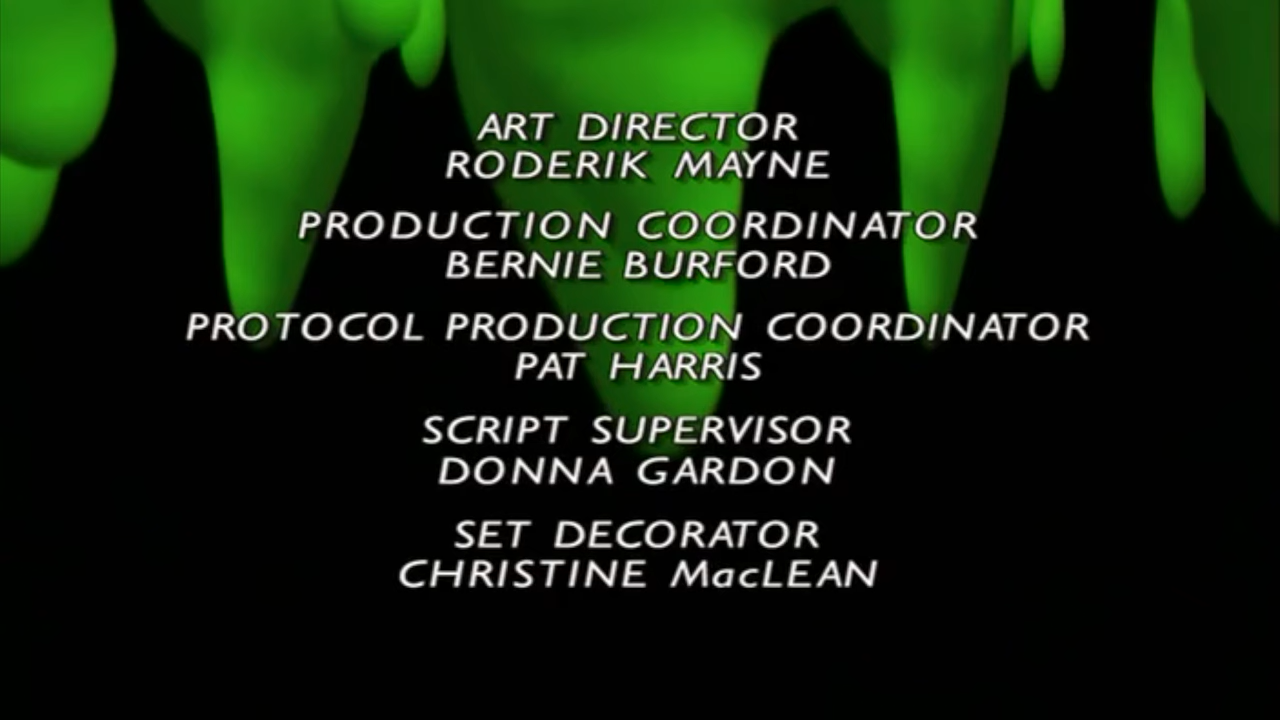 ART DIRECTOR
RODERIK MAYNE
PRODUCTION COORDINATOR
BERNIE BURFORD
PROTOCOL PRODUCTION COORDINATOR
PAT HARRIS
SCRIPT SUPERVISOR
DONNA GARDON
SET DECORATOR
CHRISTINE MacLEAN